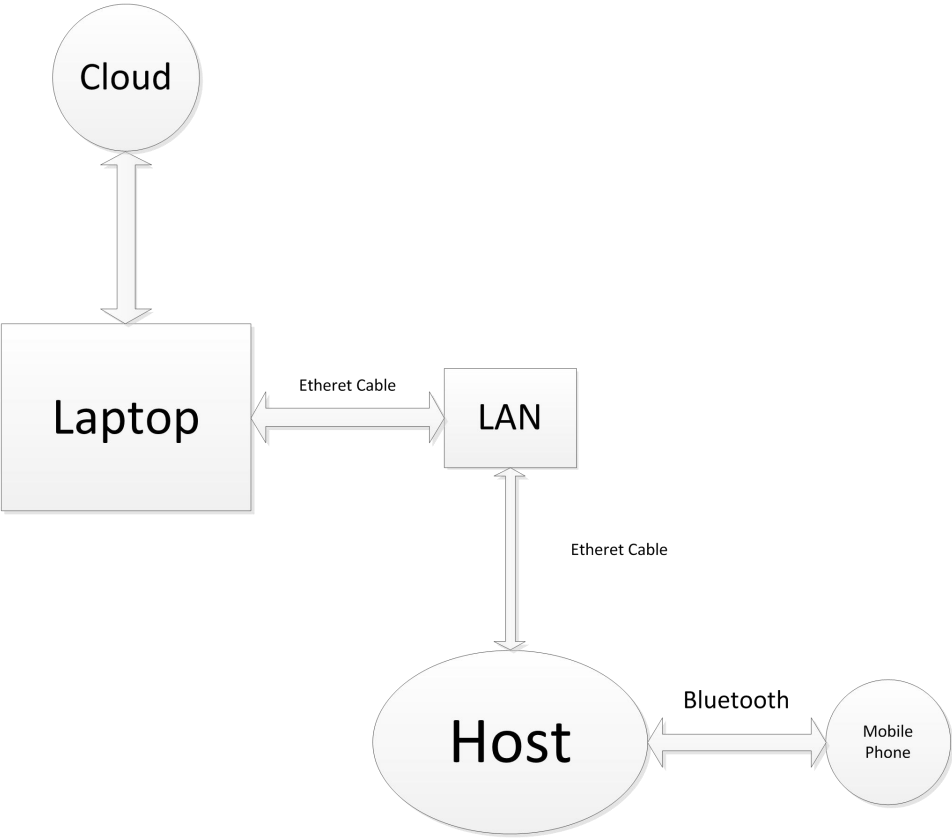 Cloud
Laptop
Etheret Cable
LAN
Etheret Cable
Host
Bluetooth
Mobile
Phone